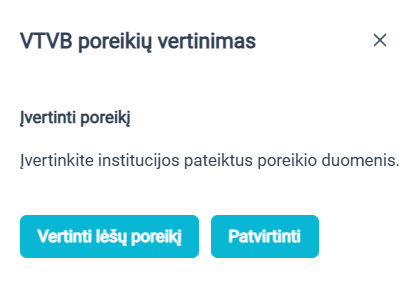 VTVB poreikių vertinimas
Įvertinti poreikį
Įvertinkite institucijos pateiktus poreikio duomenis.
Vertinti lėšų poreikį
Patvirtinti